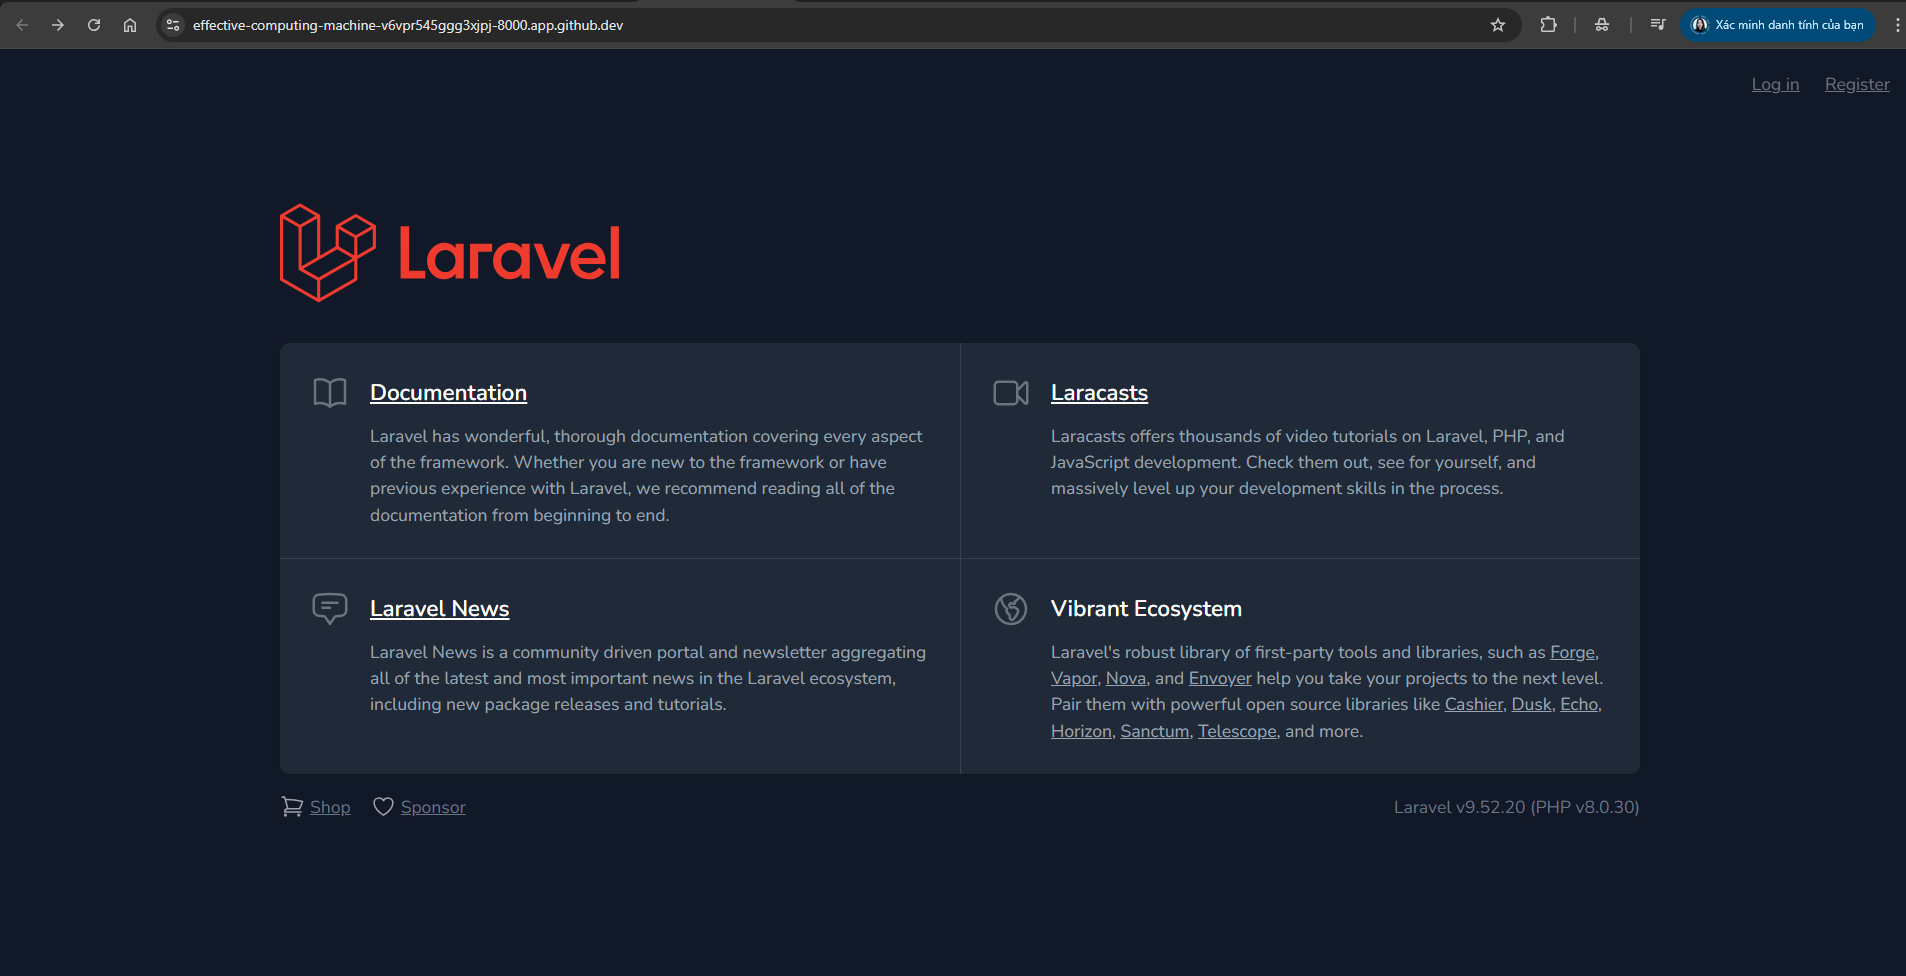 effective-computing-machine-v6vpr545ggg3xjpj-8000.app.github.dev
Xác minh danh tính của bạn
Log in Register
Laravel
Documentation
Laravel has wonderful, thorough documentation covering every aspect
of the framework. Whether you are new to the framework or have
previous experience with Laravel, we recommend reading all of the
documentation from beginning to end.
Laracasts
Laracasts offers thousands of video tutorials on Laravel, PHP, and
JavaScript development. Check them out, see for yourself, and
massively level up your development skills in the process.
Laravel News
Laravel News is a community driven portal and newsletter aggregating
all of the latest and most important news in the Laravel ecosystem,
including new package releases and tutorials.
Vibrant Ecosystem
Laravel's robust library of first-party tools and libraries, such as Forge,
Vapor, Nova, and Envoyer help you take your projects to the next level.
Pair them with powerful open source libraries like Cashier, Dusk, Echo,
Horizon, Sanctum, Telescope, and more.
Shop Sponsor
Laravel v9.52.20 (PHP v8.0.30)